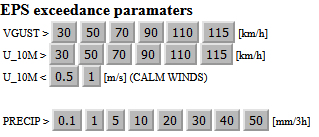 EPS exceedance paramaters
VGUST > 30 50 70 90 110 115 [km/h]
U_10M > 30 50 70 90 110 115 [km/h]
U_10M < 0.5 1 [m/s] (CALM WINDS)
PRECIP > 0.1 1 5 10 20 30 40 50 [mm/3h]